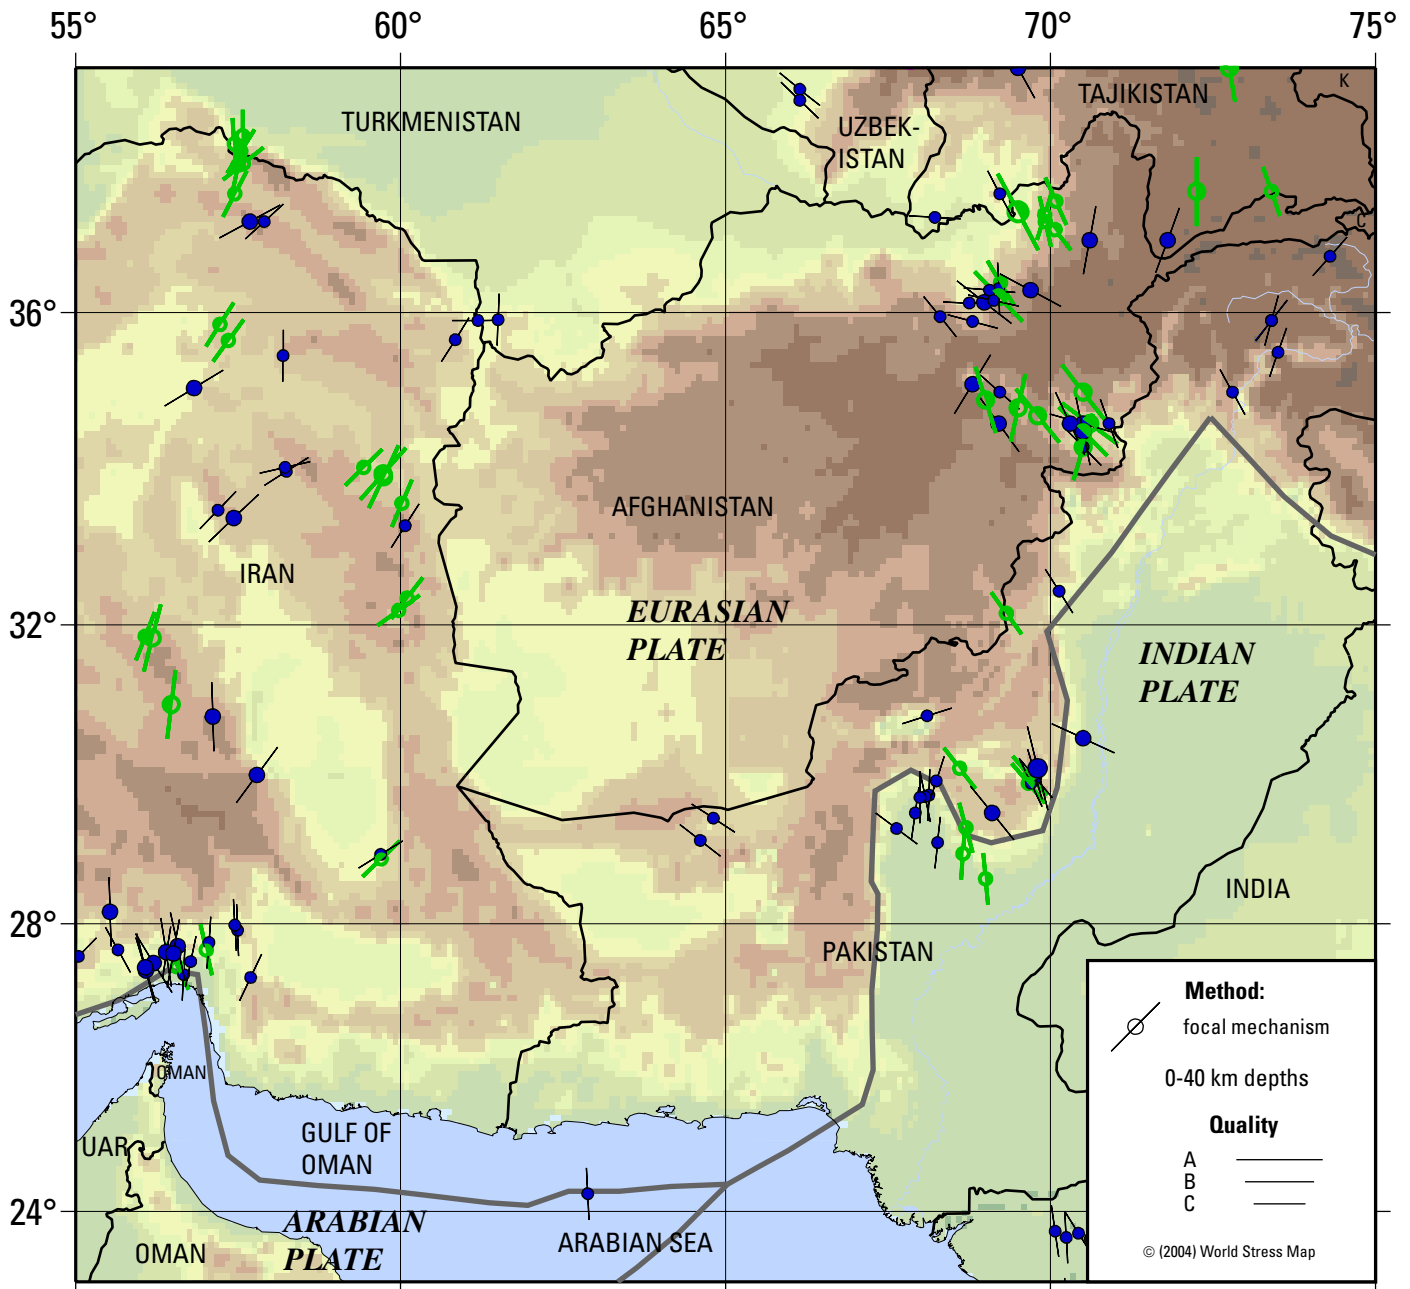 55°
60°
65°
70°
75°
TURKMENISTAN
UZBEK-
ISTAN
TAJIKISTAN
K
C
36°
AFGHANISTAN
IRAN
32°
EURASIAN
PLATE
INDIAN
PLATE
INDIA
28°
PAKISTAN
OMAN
UAR
GULF OF
OMAN
24°
ARABIAN
PLATE
OMAN
ARABIAN SEA
Method:
focal mechanism
0-40 km depths
Quality
A
B
C
© (2004) World Stress Map